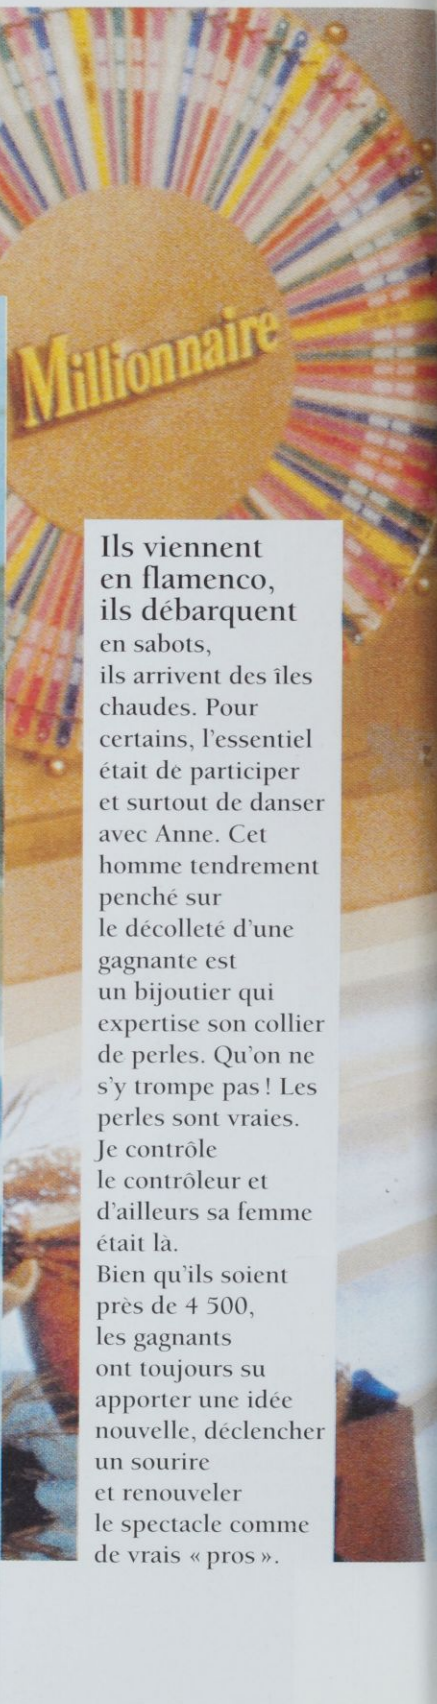 Millionnaire
Ils viennent
en flamenco,
ils débarquent
en sabots,
ils arrivent des îles
chaudes. Pour
certains, l'essentiel
était de participer
et surtout de danser
avec Anne. Cet
homme tendrement
penché sur
le décolleté d'une
gagnante est
un bijoutier qui
expertise son collier
de perles. Qu'on ne
s'y trompe pas ! Les
perles sont vraies.
Je contrôle
le contrôleur et
d'ailleurs sa femme
était là.
Bien qu'ils soient
près de 4 500,
les gagnants
ont toujours su
apporter une idée
nouvelle, déclencher
un sourire
et renouveler
le spectacle comme
de vrais « pros ».